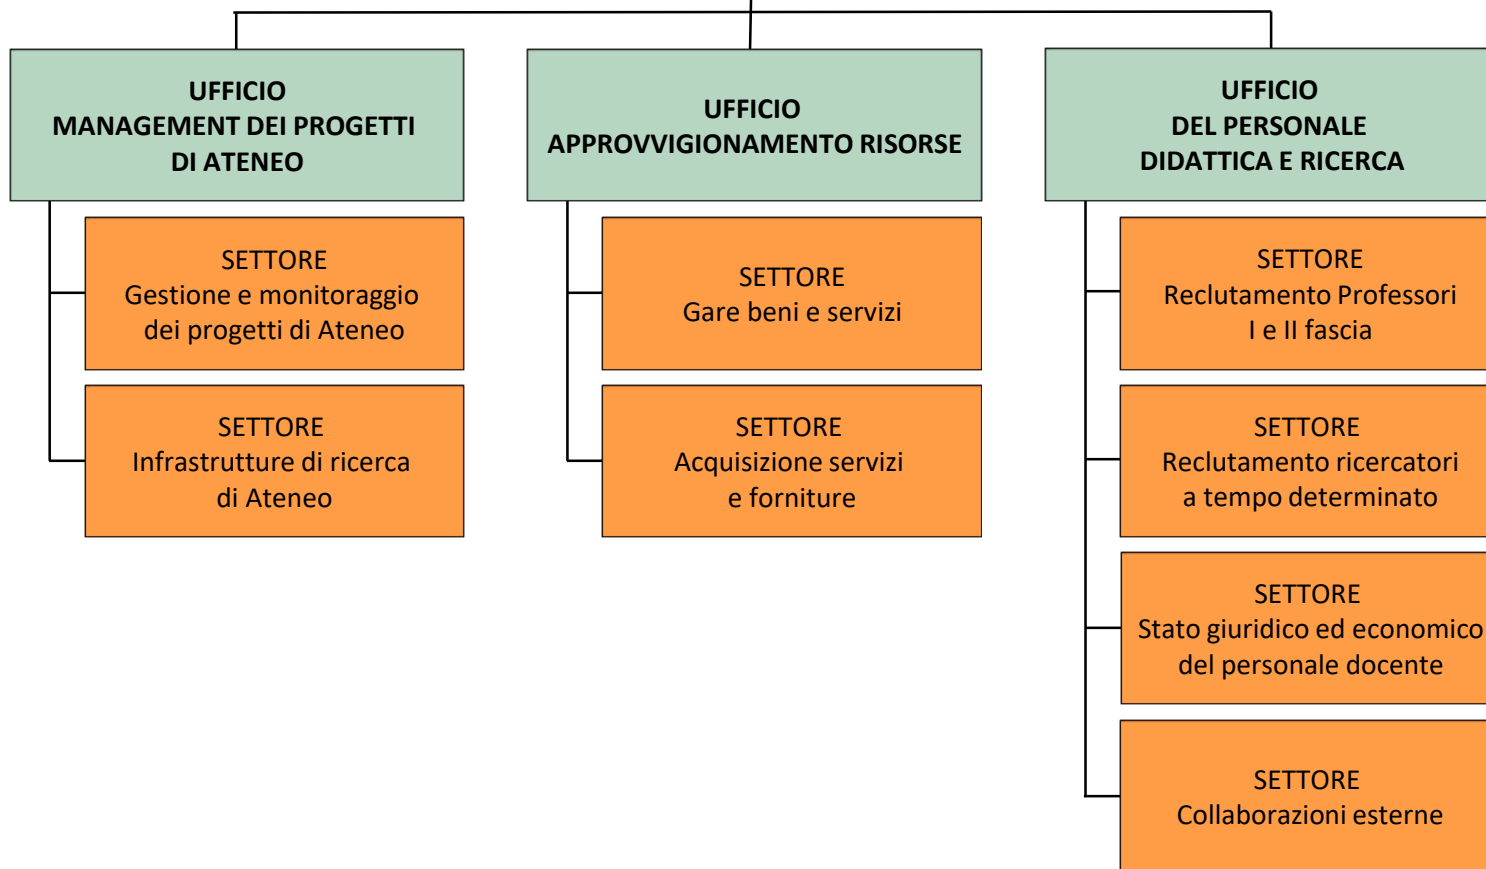 UFFICIO
MANAGEMENT DEI PROGETTI
DI ATENEO
SETTORE
Gestione e monitoraggio
dei progetti di Ateneo
SETTORE
Infrastrutture di ricerca
di Ateneo
UFFICIO
APPROVVIGIONAMENTO RISORSE
SETTORE
Gare beni e servizi
SETTORE
Acquisizione servizi
e forniture
UFFICIO
DEL PERSONALE
DIDATTICA E RICERCA
SETTORE
Reclutamento Professori
I e II fascia
SETTORE
Reclutamento ricercatori
a tempo determinato
SETTORE
Stato giuridico ed economico
del personale docente
SETTORE
Collaborazioni esterne